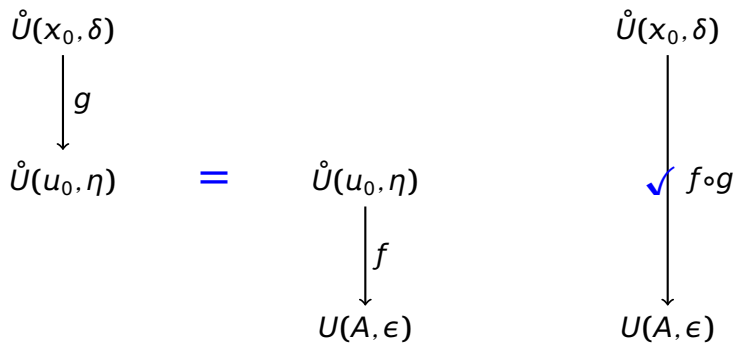 Ů(x₀, δ) Ů(x₀, δ)
g
Ů(u₀, η) = Ů(u₀, η) ✓ f∘g
f
U(A, ϵ) U(A, ϵ)